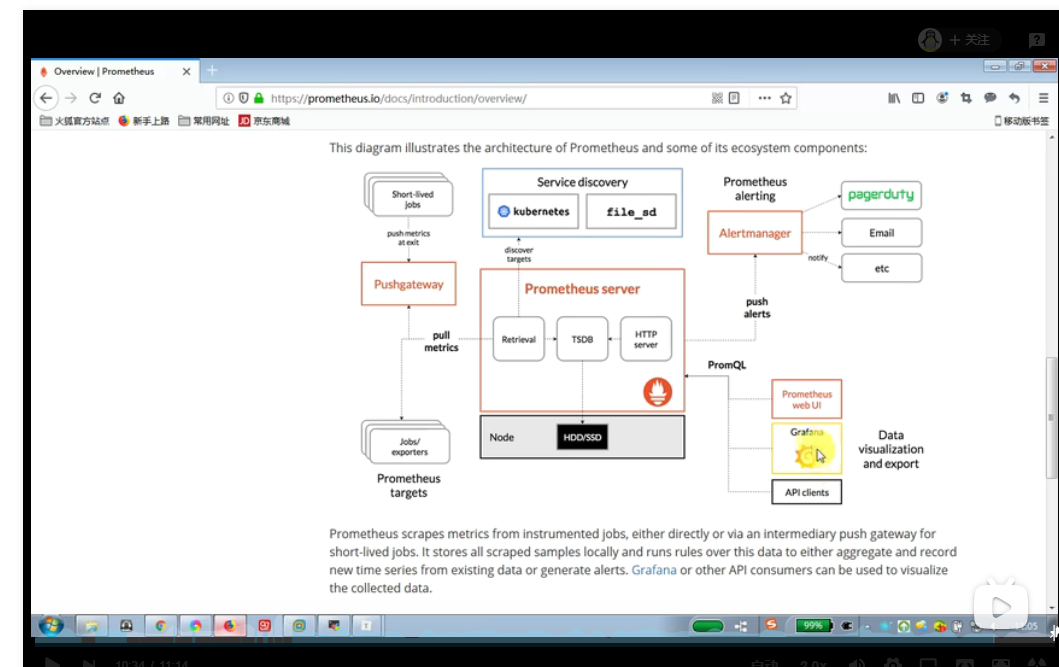 + 关注
?
Overview | Prometheus
https://prometheus.io/docs/introduction/overview/
火狐官方站点 新手上路 常用网址 JD 京东商城
移动版书签
This diagram illustrates the architecture of Prometheus and some of its ecosystem components:
Short-lived
jobs
push metrics
at exit
Pushgateway
pull
metrics
Jobs/
exporters
Prometheus
targets
Service discovery
kubernetes
file_sd
discover
targets
Prometheus server
Retrieval
TSDB
HTTP
server
Node
HDD/SSD
Prometheus
alerting
Alertmanager
pagerduty
Email
notify
etc
push
alerts
PromQL
Prometheus
web UI
Grafana
API clients
Data
visualization
and export
Prometheus scrapes metrics from instrumented jobs, either directly or via an intermediary push gateway for
short-lived jobs. It stores all scraped samples locally and runs rules over this data to either aggregate and record
new time series from existing data or generate alerts. Grafana or other API consumers can be used to visualize
the collected data.
99%
10:34 / 11:14
自动 2.0x